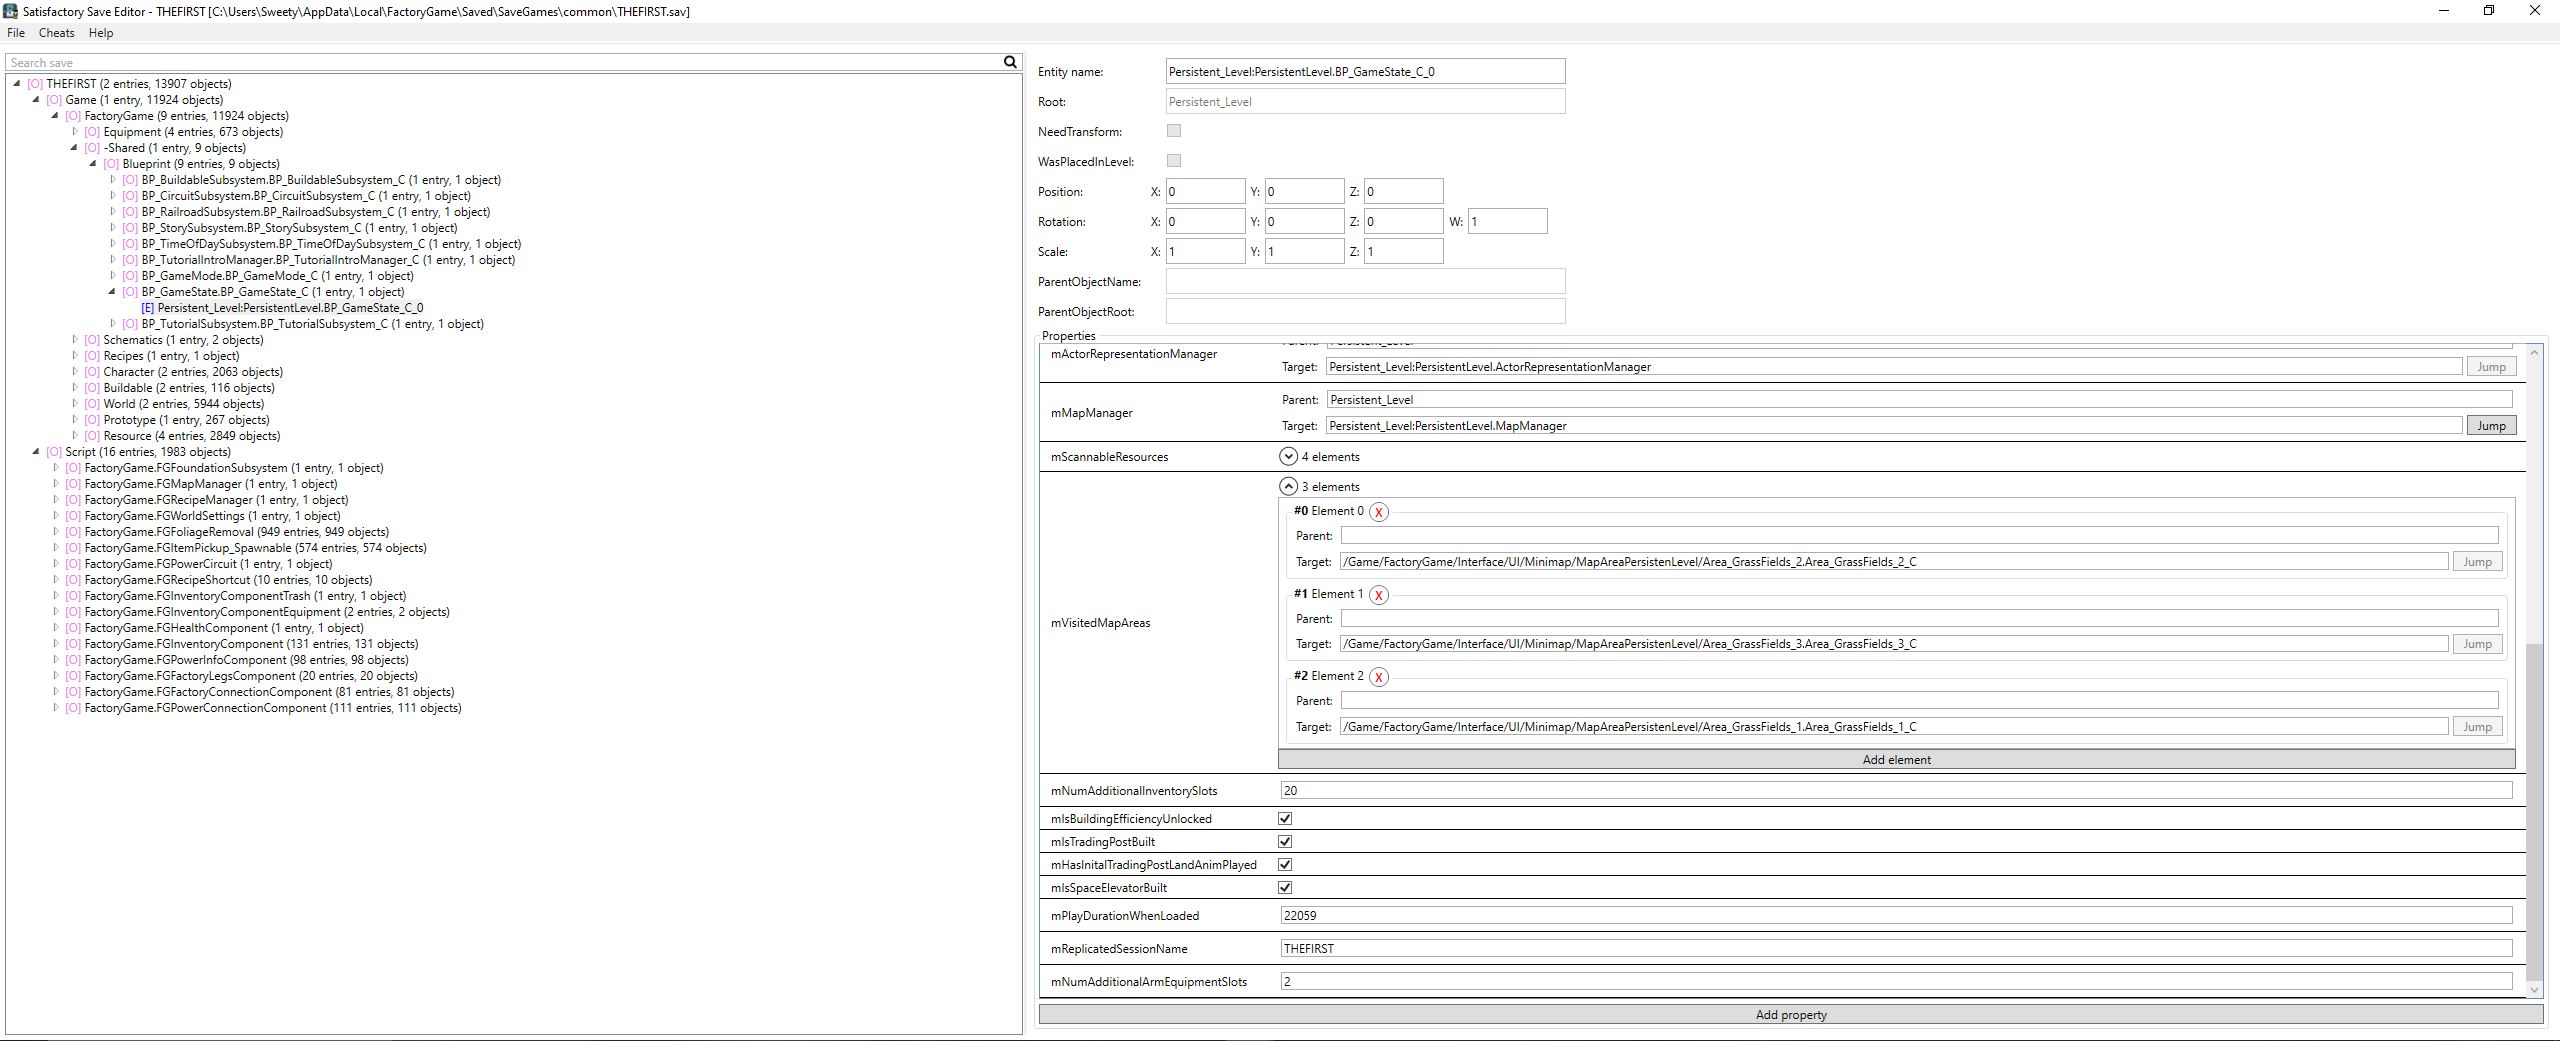 Satisfactory Save Editor - THEFIRST [C:\Users\Sweety\AppData\Local\FactoryGame\Saved\SaveGames\common\THEFIRST.sav]
File Cheats Help
Search save
[O] THEFIRST (2 entries, 13907 objects)
[O] Game (1 entry, 11924 objects)
[O] FactoryGame (9 entries, 11924 objects)
[O] Equipment (4 entries, 673 objects)
[O] -Shared (1 entry, 9 objects)
[O] Blueprint (9 entries, 9 objects)
[O] BP_BuildableSubsystem.BP_BuildableSubsystem_C (1 entry, 1 object)
[O] BP_CircuitSubsystem.BP_CircuitSubsystem_C (1 entry, 1 object)
[O] BP_RailroadSubsystem.BP_RailroadSubsystem_C (1 entry, 1 object)
[O] BP_StorySubsystem.BP_StorySubsystem_C (1 entry, 1 object)
[O] BP_TimeOfDaySubsystem.BP_TimeOfDaySubsystem_C (1 entry, 1 object)
[O] BP_TutorialIntroManager.BP_TutorialIntroManager_C (1 entry, 1 object)
[O] BP_GameMode.BP_GameMode_C (1 entry, 1 object)
[O] BP_GameState.BP_GameState_C (1 entry, 1 object)
[E] Persistent_Level:PersistentLevel.BP_GameState_C_0
[O] BP_TutorialSubsystem.BP_TutorialSubsystem_C (1 entry, 1 object)
[O] Schematics (1 entry, 2 objects)
[O] Recipes (1 entry, 1 object)
[O] Character (2 entries, 2063 objects)
[O] Buildable (2 entries, 116 objects)
[O] World (2 entries, 5944 objects)
[O] Prototype (1 entry, 267 objects)
[O] Resource (4 entries, 2849 objects)
[O] Script (16 entries, 1983 objects)
[O] FactoryGame.FGFoundationSubsystem (1 entry, 1 object)
[O] FactoryGame.FGMapManager (1 entry, 1 object)
[O] FactoryGame.FGRecipeManager (1 entry, 1 object)
[O] FactoryGame.FGWorldSettings (1 entry, 1 object)
[O] FactoryGame.FGFoliageRemoval (949 entries, 949 objects)
[O] FactoryGame.FGItemPickup_Spawnable (574 entries, 574 objects)
[O] FactoryGame.FGPowerCircuit (1 entry, 1 object)
[O] FactoryGame.FGRecipeShortcut (10 entries, 10 objects)
[O] FactoryGame.FGInventoryComponentTrash (1 entry, 1 object)
[O] FactoryGame.FGInventoryComponentEquipment (2 entries, 2 objects)
[O] FactoryGame.FGHealthComponent (1 entry, 1 object)
[O] FactoryGame.FGInventoryComponent (131 entries, 131 objects)
[O] FactoryGame.FGPowerInfoComponent (98 entries, 98 objects)
[O] FactoryGame.FGFactoryLegsComponent (20 entries, 20 objects)
[O] FactoryGame.FGFactoryConnectionComponent (81 entries, 81 objects)
[O] FactoryGame.FGPowerConnectionComponent (111 entries, 111 objects)
Entity name: Persistent_Level:PersistentLevel.BP_GameState_C_0
Root: Persistent_Level
NeedTransform:
WasPlacedInLevel:
Position: X: 0 Y: 0 Z: 0
Rotation: X: 0 Y: 0 Z: 0 W: 1
Scale: X: 1 Y: 1 Z: 1
ParentObjectName:
ParentObjectRoot:
Properties
Parent: Persistent_Level
mActorRepresentationManager
Target: Persistent_Level:PersistentLevel.ActorRepresentationManager Jump
Parent: Persistent_Level
mMapManager
Target: Persistent_Level:PersistentLevel.MapManager Jump
mScannableResources 4 elements
3 elements
#0 Element 0 X
Parent:
Target: /Game/FactoryGame/Interface/UI/Minimap/MapAreaPersistenLevel/Area_GrassFields_2.Area_GrassFields_2_C Jump
#1 Element 1 X
Parent:
mVisitedMapAreas
Target: /Game/FactoryGame/Interface/UI/Minimap/MapAreaPersistenLevel/Area_GrassFields_3.Area_GrassFields_3_C Jump
#2 Element 2 X
Parent:
Target: /Game/FactoryGame/Interface/UI/Minimap/MapAreaPersistenLevel/Area_GrassFields_1.Area_GrassFields_1_C Jump
Add element
mNumAdditionalInventorySlots 20
mIsBuildingEfficiencyUnlocked
mIsTradingPostBuilt
mHasInitalTradingPostLandAnimPlayed
mIsSpaceElevatorBuilt
mPlayDurationWhenLoaded 22059
mReplicatedSessionName THEFIRST
mNumAdditionalArmEquipmentSlots 2
Add property